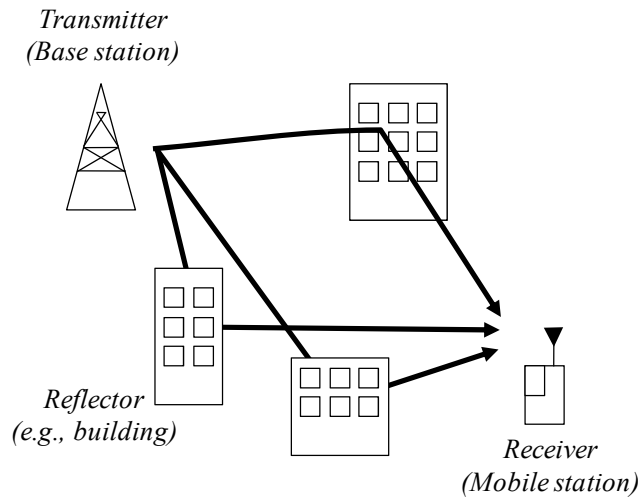 Transmitter
(Base station)
Reflector
(e.g., building)
Receiver
(Mobile station)